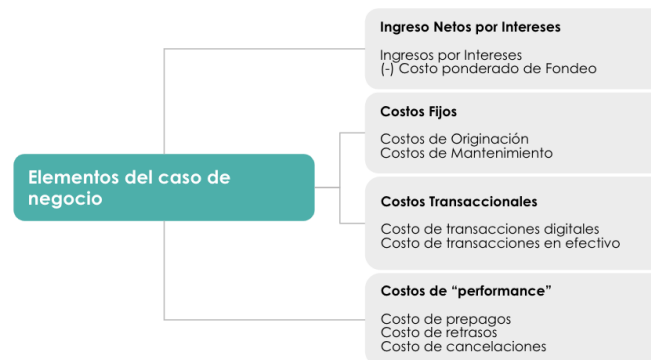 Ingreso Netos por Intereses
Ingresos por Intereses
(-) Costo ponderado de Fondeo
Costos Fijos
Costos de Originación
Costos de Mantenimiento
Elementos del caso de
negocio
Costos Transaccionales
Costo de transacciones digitales
Costo de transacciones en efectivo
Costos de “performance”
Costo de prepagos
Costo de retrasos
Costo de cancelaciones